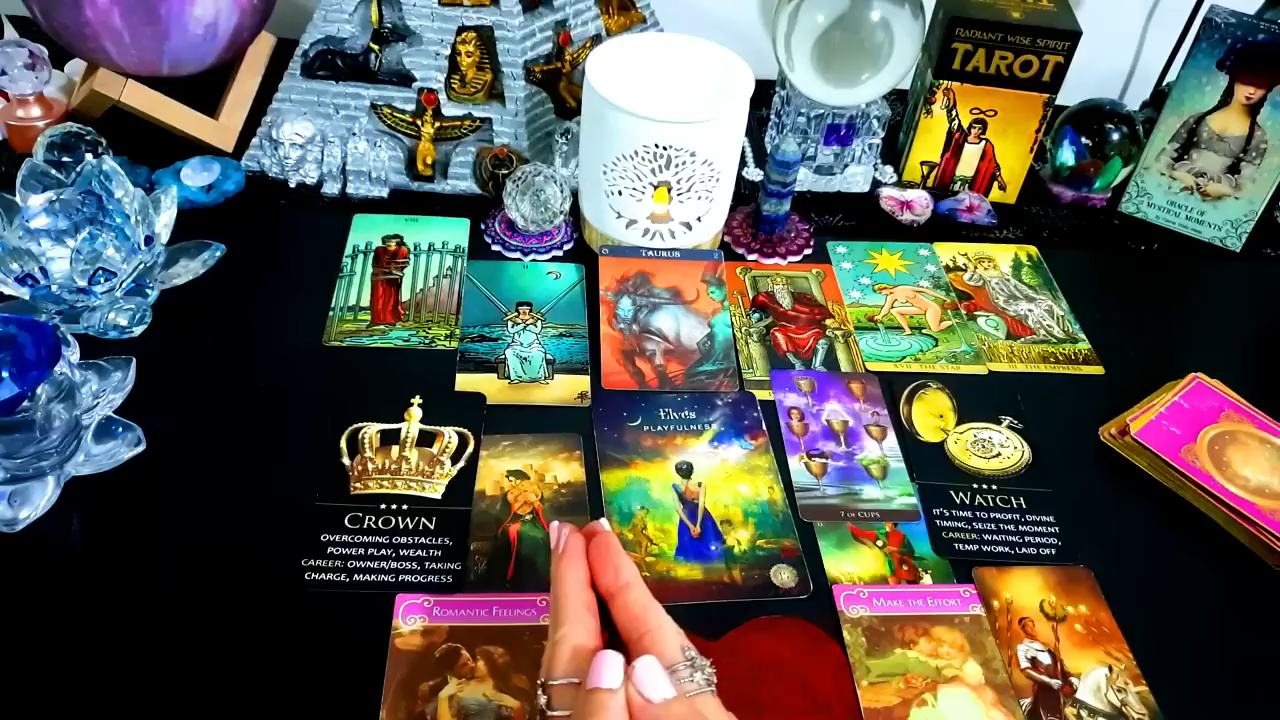 RADIANT WISE SPIRIT
TAROT
ORACLE OF
MYSTICAL MOMENTS
VIII
II
TAURUS
2
XVII THE STAR
III THE EMPRESS
Elves
PLAYFULNESS
7 OF CUPS
CROWN
OVERCOMING OBSTACLES,
POWER PLAY, WEALTH
CAREER: OWNER/BOSS, TAKING
CHARGE, MAKING PROGRESS
WATCH
IT'S TIME TO PROFIT, DIVINE
TIMING, SEIZE THE MOMENT
CAREER: WAITING PERIOD,
TEMP WORK, LAID OFF
ROMANTIC FEELINGS
MAKE THE EFFORT